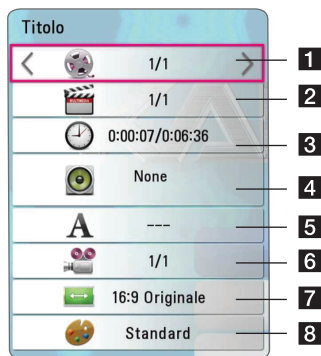 Titolo
1/1 1
MULTIMEDIA
1/1 2
0:00:07/0:06:36 3
None 4
A --- 5
1/1 6
16:9 Originale 7
Standard 8